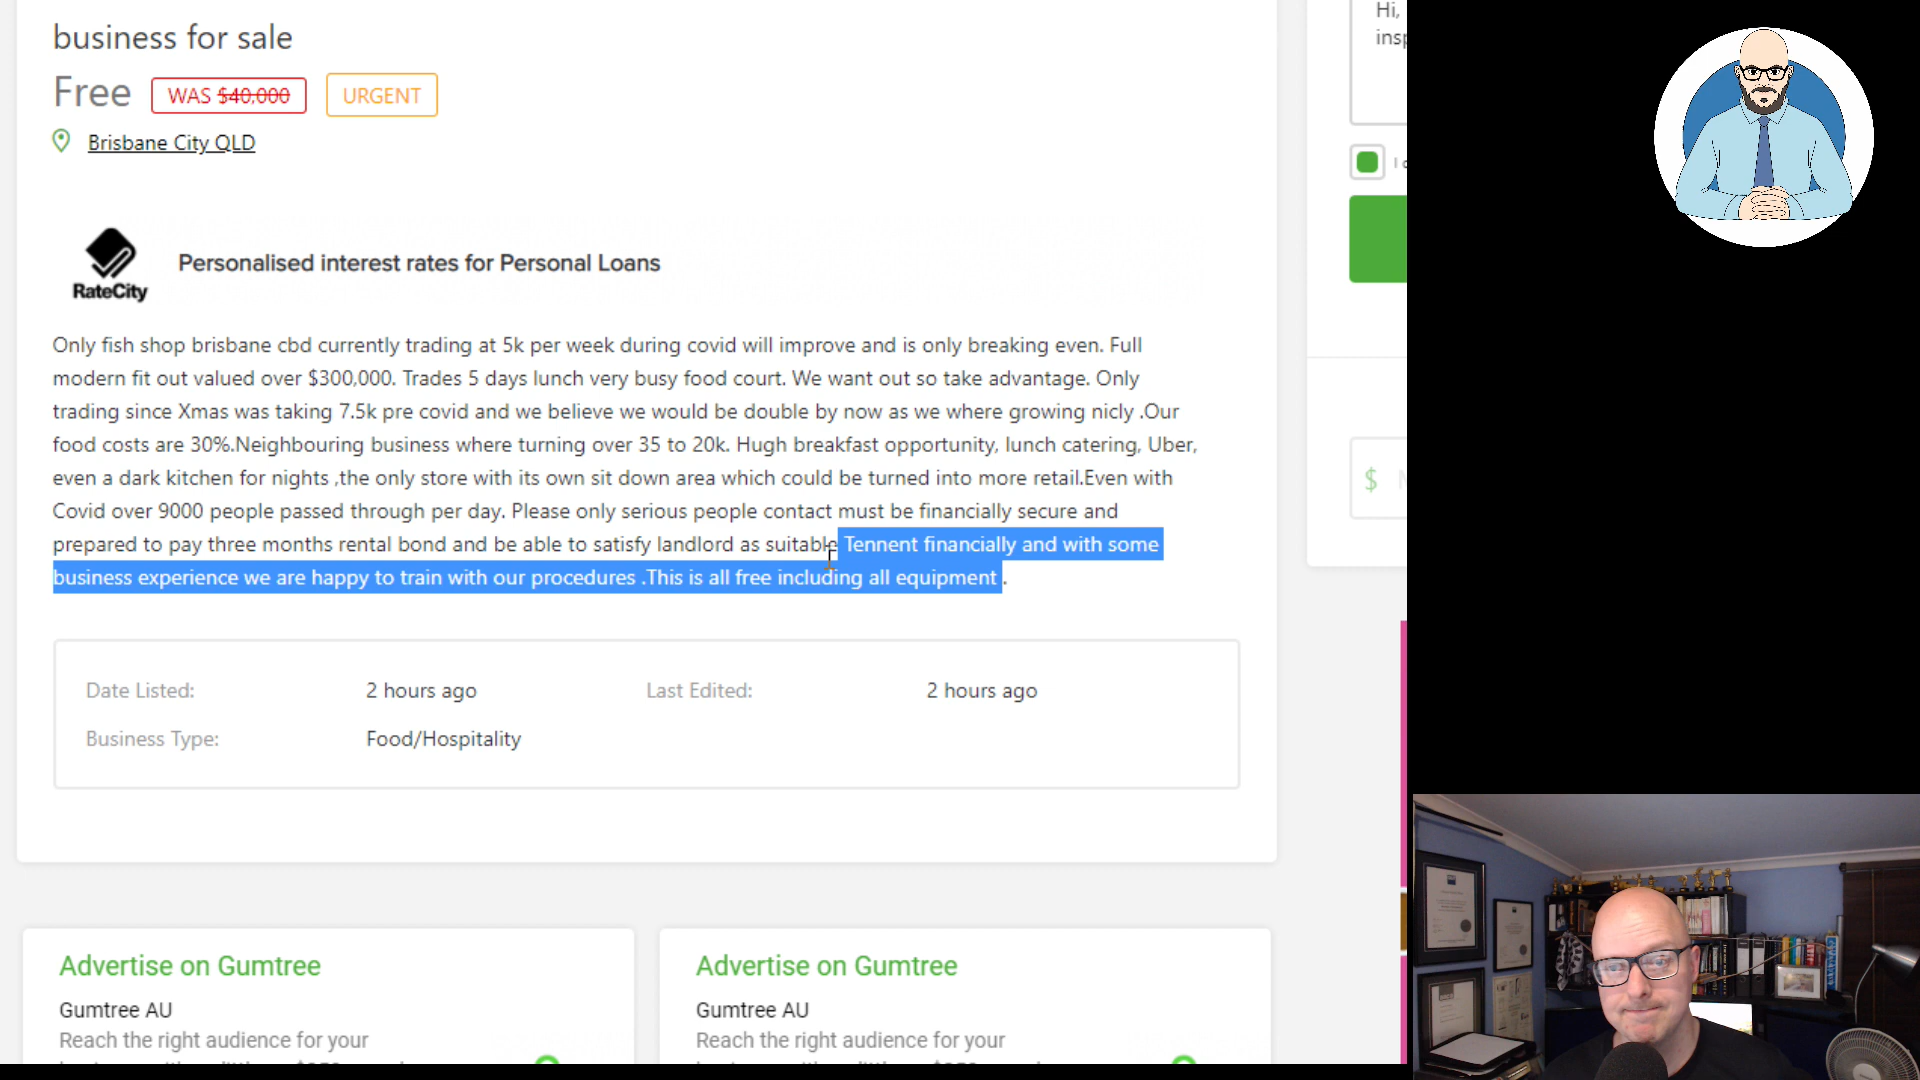 business for sale
Free WAS $40,000 URGENT
Brisbane City QLD
RateCity
Personalised interest rates for Personal Loans
Only fish shop brisbane cbd currently trading at 5k per week during covid will improve and is only breaking even. Full
modern fit out valued over $300,000. Trades 5 days lunch very busy food court. We want out so take advantage. Only
trading since Xmas was taking 7.5k pre covid and we believe we would be double by now as we where growing nicly .Our
food costs are 30%.Neighbouring business where turning over 35 to 20k. Hugh breakfast opportunity, lunch catering, Uber,
even a dark kitchen for nights ,the only store with its own sit down area which could be turned into more retail.Even with
Covid over 9000 people passed through per day. Please only serious people contact must be financially secure and
prepared to pay three months rental bond and be able to satisfy landlord as suitable Tennent financially and with some
business experience we are happy to train with our procedures .This is all free including all equipment .
Date Listed: 2 hours ago Last Edited: 2 hours ago
Business Type: Food/Hospitality
Advertise on Gumtree
Gumtree AU
Reach the right audience for your
Advertise on Gumtree
Gumtree AU
Reach the right audience for your
Hi,
insp
I
$